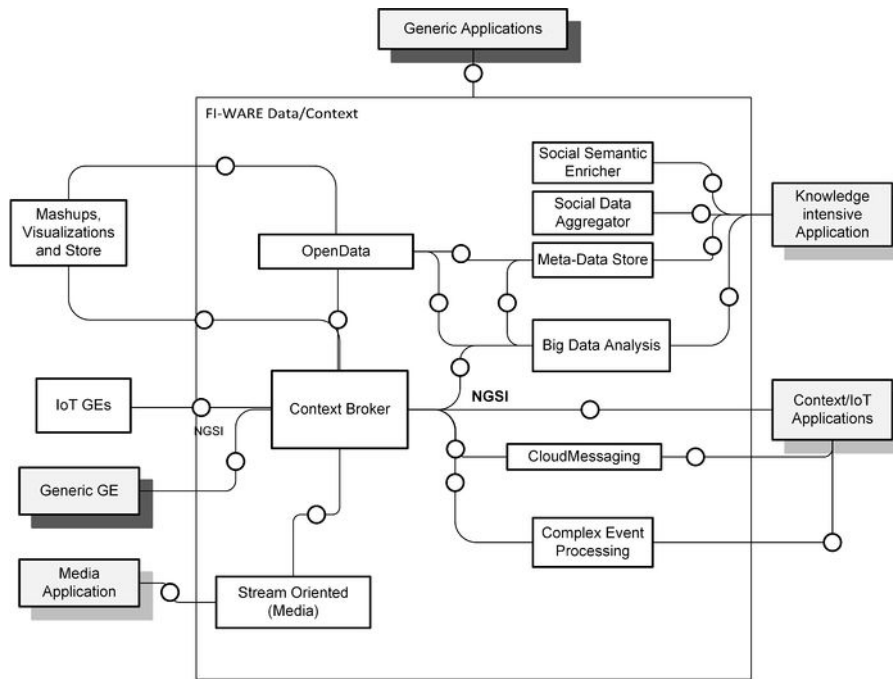 Generic Applications
FI-WARE Data/Context
Social Semantic
Enricher
Mashups,
Visualizations
and Store
Social Data
Aggregator
Knowledge
intensive
Application
OpenData
Meta-Data Store
Big Data Analysis
IoT GEs
NGSI
Context Broker
NGSI
Context/IoT
Applications
CloudMessaging
Generic GE
Complex Event
Processing
Media
Application
Stream Oriented
(Media)